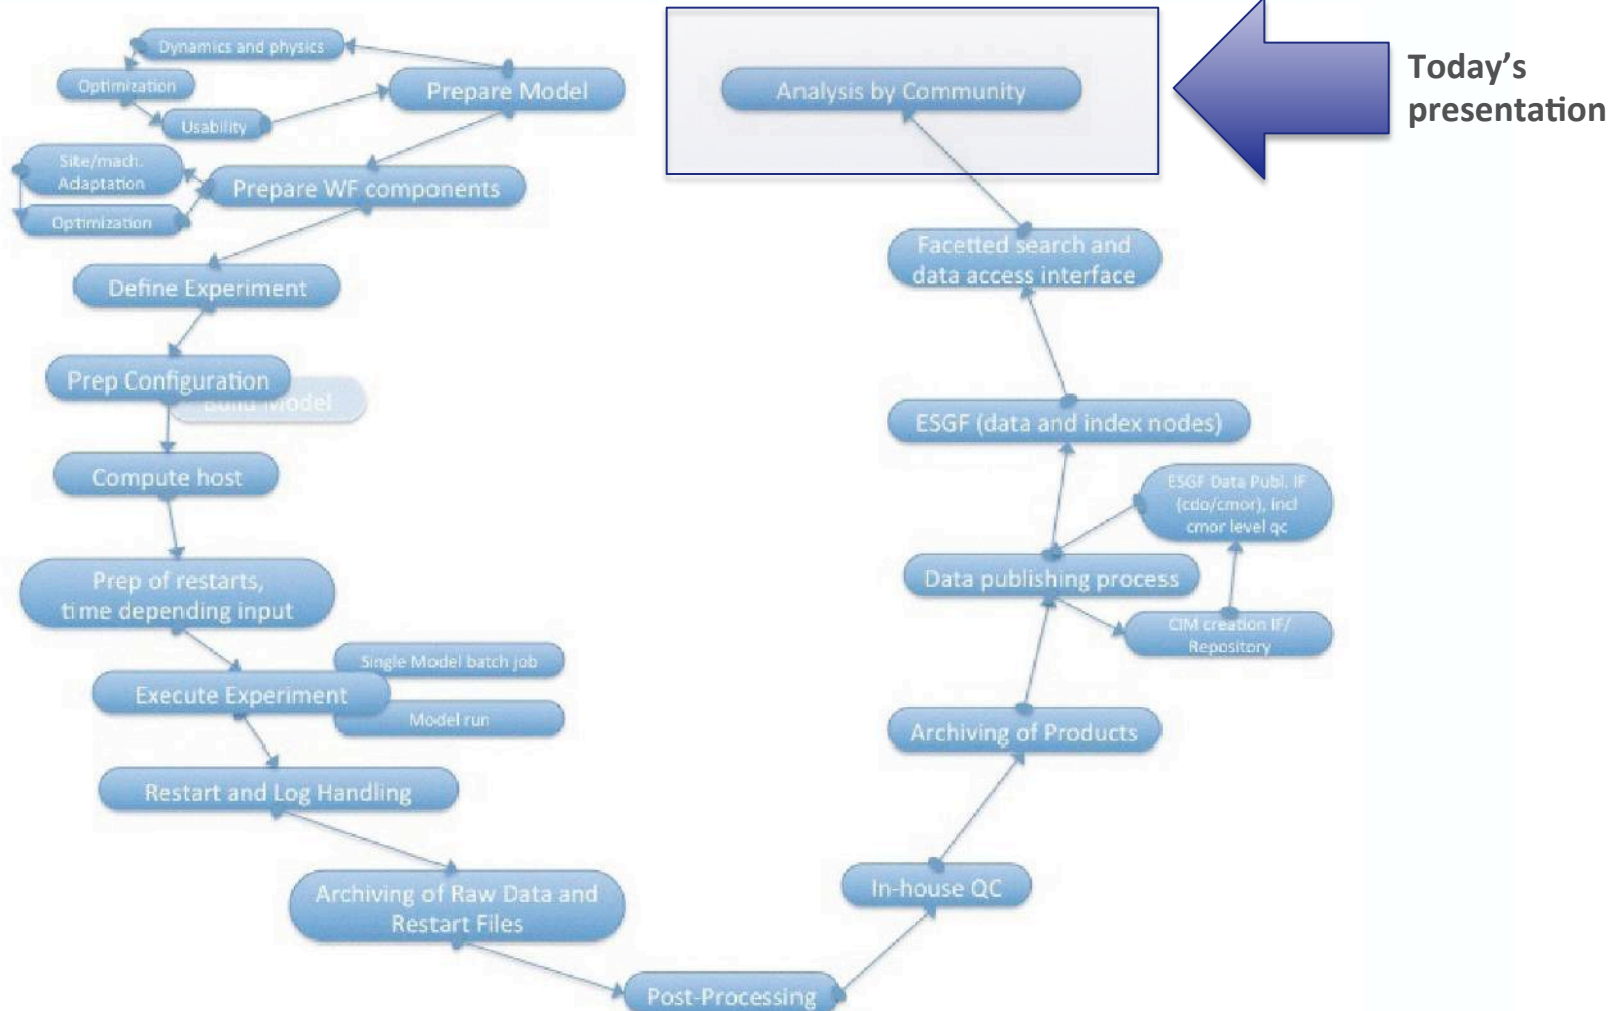 Dynamics and physics
Optimization
Usability
Prepare Model
Site/mach.
Adaptation
Optimization
Prepare WF components
Define Experiment
Prep Configuration
Build Model
Compute host
Prep of restarts,
time depending input
Single Model batch job
Execute Experiment
Model run
Restart and Log Handling
Archiving of Raw Data and
Restart Files
Post-Processing
In-house QC
Archiving of Products
Data publishing process
CIM creation IF/
Repository
ESGF Data Publ. IF
(cdo/cmor), incl
cmor level qc
ESGF (data and index nodes)
Facetted search and
data access interface
Analysis by Community
Today's
presentation